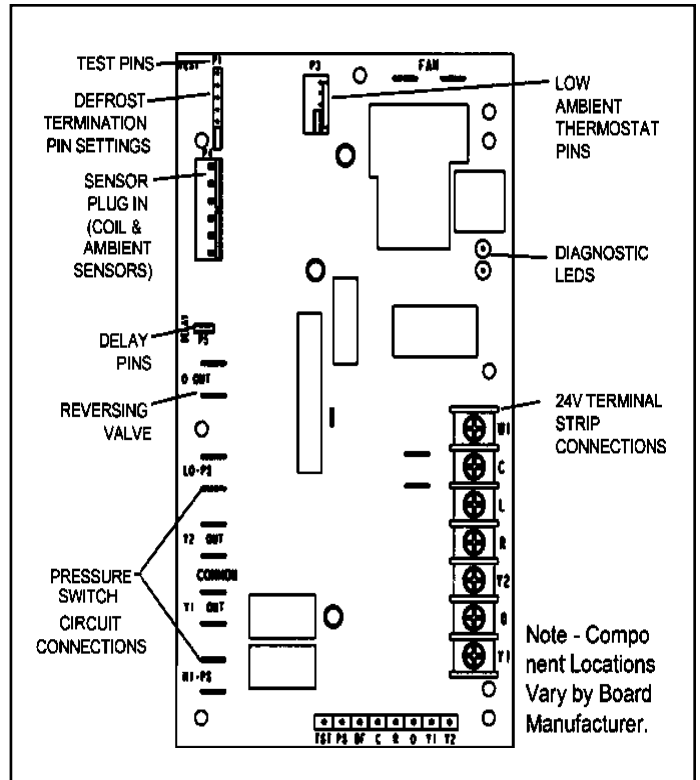 TEST PINS
DEFROST
TERMINATION
PIN SETTINGS
SENSOR
PLUG IN
(COIL &
AMBIENT
SENSORS)
DELAY
PINS
REVERSING
VALVE
PRESSURE
SWITCH
CIRCUIT
CONNECTIONS
TEST
P1
P3
FAN
P4
DELAY
P5
O OUT
LO-PS
Y2 OUT
COMMON
Y1 OUT
HI-PS
TST PS DF C R O Y1 Y2
LOW
AMBIENT
THERMOSTAT
PINS
DIAGNOSTIC
LEDS
24V TERMINAL
STRIP
CONNECTIONS
W1
C
L
R
Y2
O
Y1
Note - Compo
nent Locations
Vary by Board
Manufacturer.